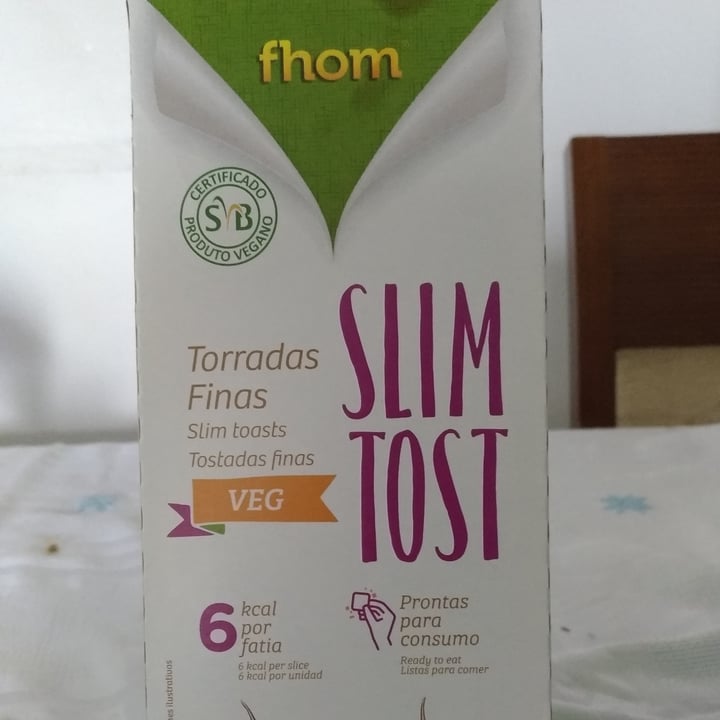 fhom
CERTIFICADO
SVB
PRODUTO VEGANO
SLIM
TOST
Torradas
Finas
Slim toasts
Tostadas finas
VEG
6 kcal
por
fatia
6 kcal per slice
6 kcal por unidad
Prontas
para
consumo
Ready to eat
Listas para comer
ilustrativas